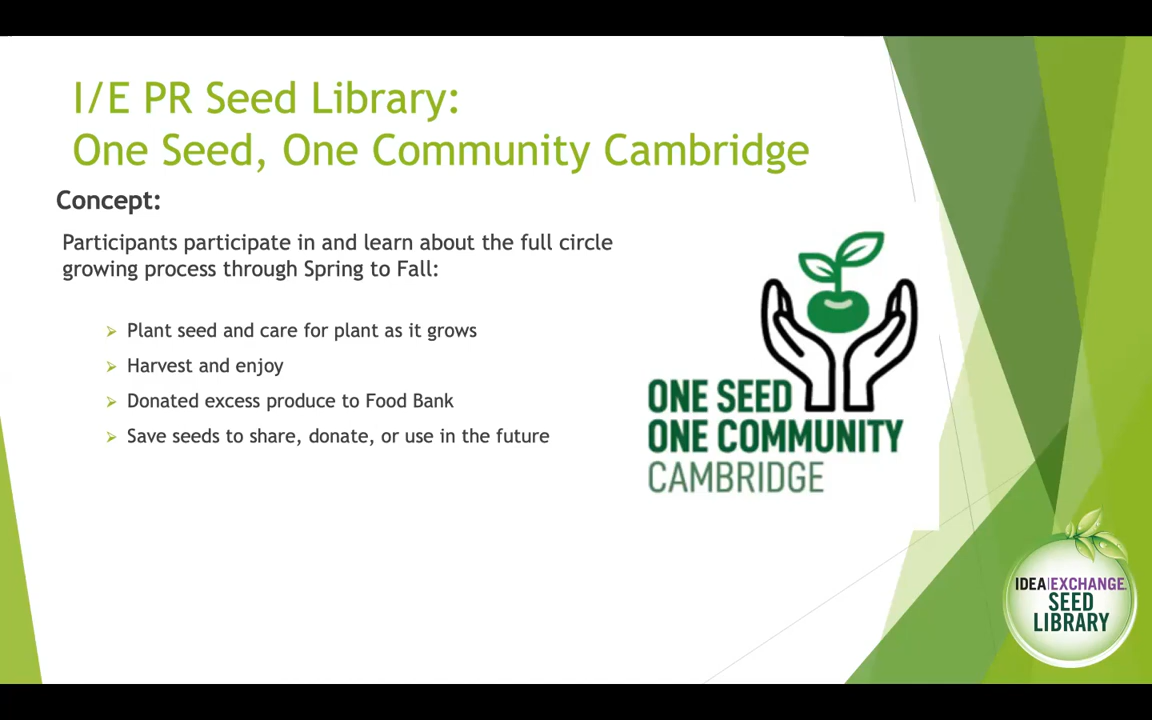 I/E PR Seed Library:
One Seed, One Community Cambridge
Concept:
Participants participate in and learn about the full circle
growing process through Spring to Fall:
Plant seed and care for plant as it grows
Harvest and enjoy
Donated excess produce to Food Bank
Save seeds to share, donate, or use in the future
ONE SEED
ONE COMMUNITY
CAMBRIDGE
IDEA|EXCHANGE
SEED
LIBRARY